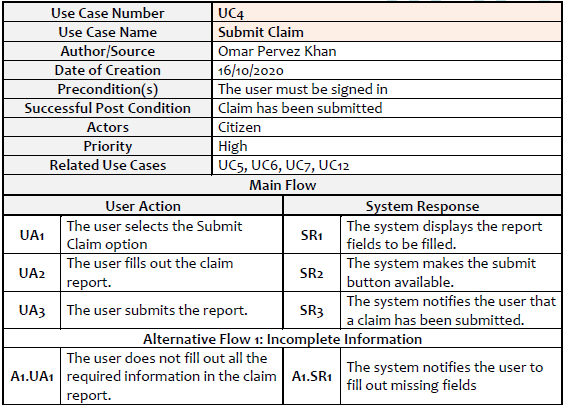 Use Case Number UC4
Use Case Name Submit Claim
Author/Source Omar Pervez Khan
Date of Creation 16/10/2020
Precondition(s) The user must be signed in
Successful Post Condition Claim has been submitted
Actors Citizen
Priority High
Related Use Cases UC5, UC6, UC7, UC12
Main Flow
User Action System Response
UA1 The user selects the Submit
Claim option
SR1 The system displays the report
fields to be filled.
UA2 The user fills out the claim
report.
SR2 The system makes the submit
button available.
UA3 The user submits the report.
SR3 The system notifies the user that
a claim has been submitted.
Alternative Flow 1: Incomplete Information
A1.UA1 The user does not fill out all the
required information in the claim
report.
A1.SR1 The system notifies the user to
fill out missing fields